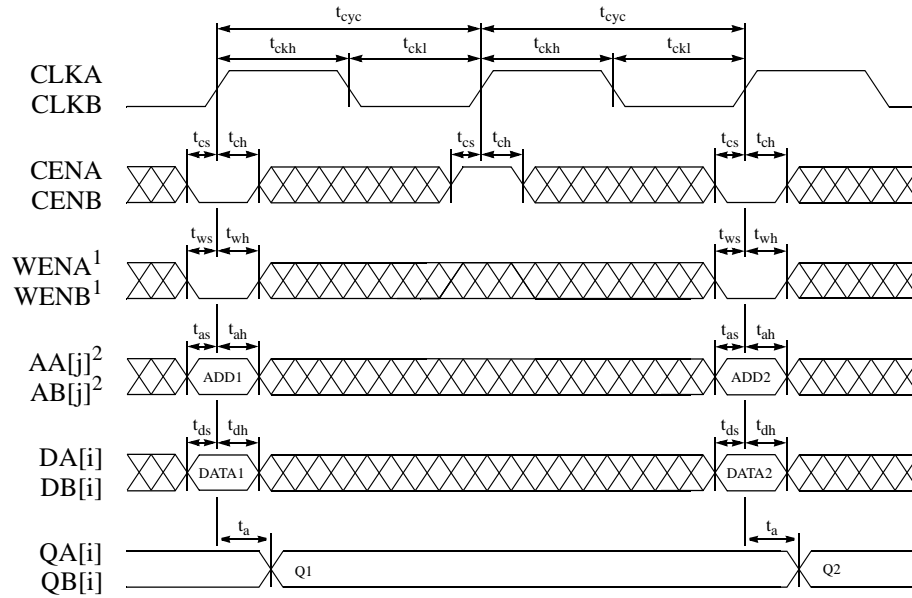 tcyc tcyc
tckh tckl tckh tckl
CLKA
CLKB
tcs tch tcs tch tcs tch
CENA
CENB
tws twh tws twh
WENA1
WENB1
tas tah tas tah
AA[j]2 ADD1 ADD2
AB[j]2
tds tdh tds tdh
DA[i] DATA1 DATA2
DB[i]
ta ta
QA[i] Q1 Q2
QB[i]